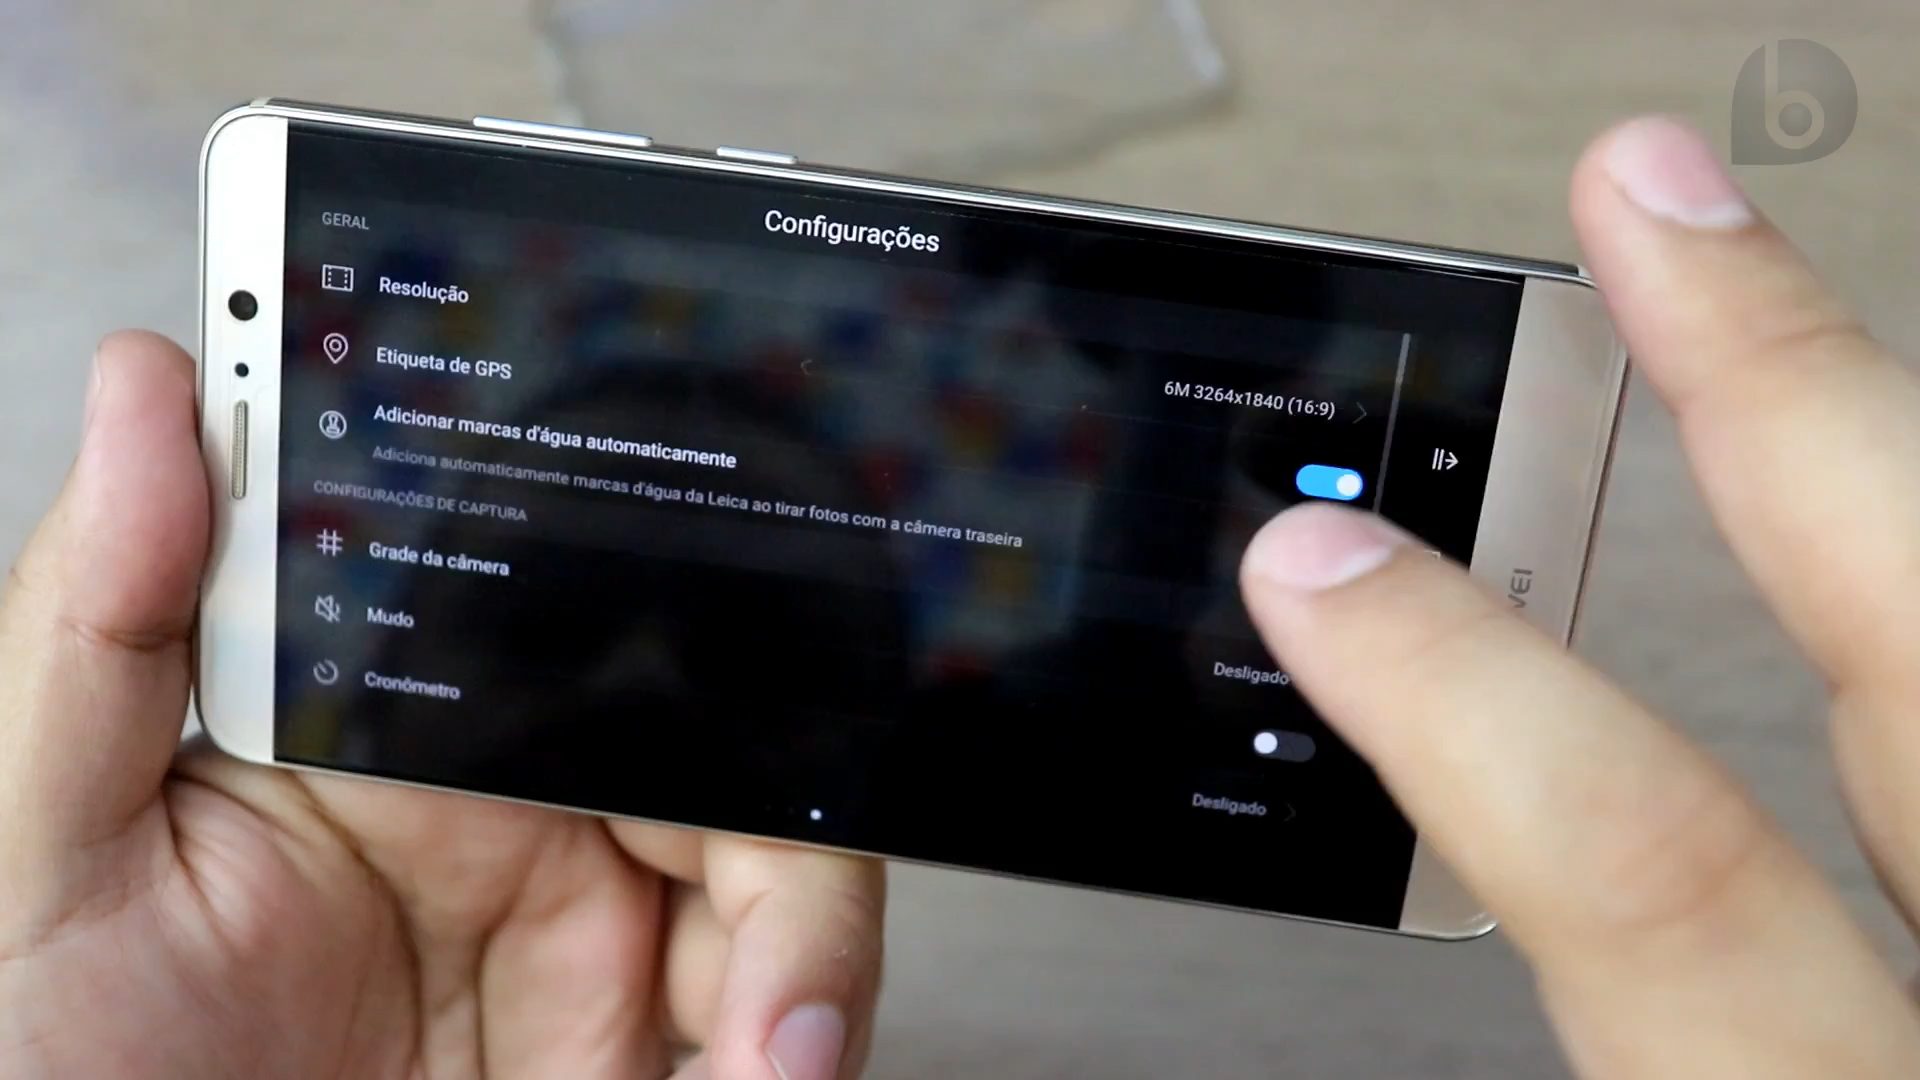 Configurações
GERAL
Resolução
6M 3264x1840 (16:9)
Etiqueta de GPS
Adicionar marcas d'água automaticamente
Adiciona automaticamente marcas d'água da Leica ao tirar fotos com a câmera traseira
CONFIGURAÇÕES DE CAPTURA
Grade da câmera
Desligado
Mudo
Cronômetro
Desligado